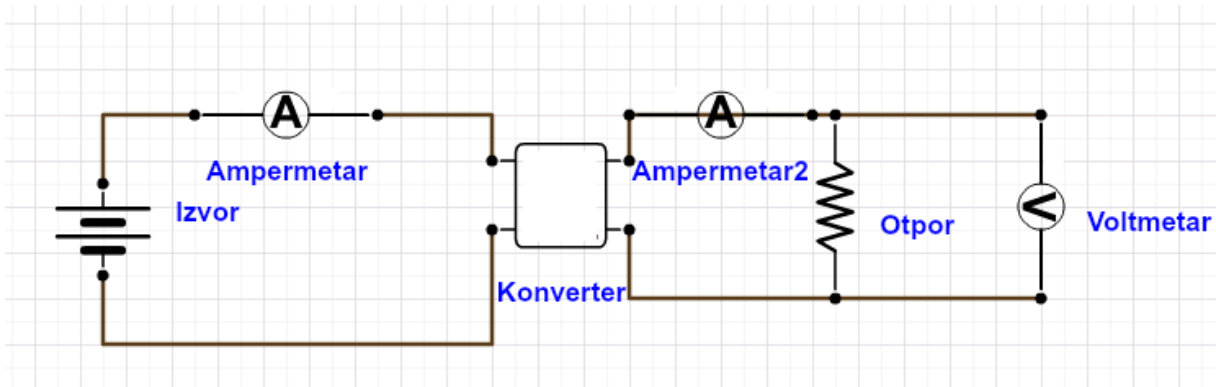 A
A
Ampermetar
Ampermetar2
Izvor
Otpor
V
Voltmetar
Konverter